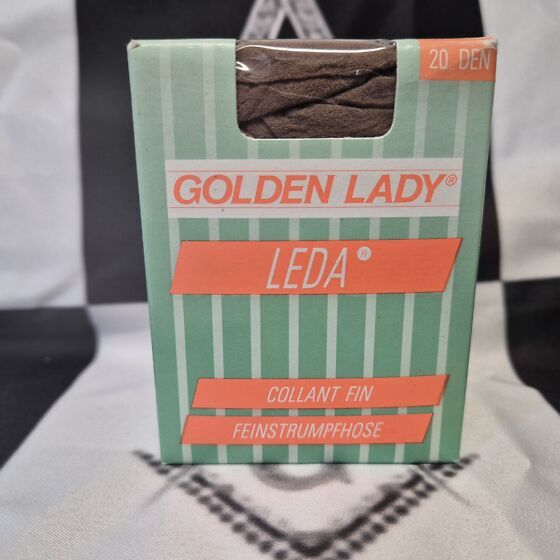 20 DEN
GOLDEN LADY®
LEDA®
COLLANT FIN
FEINSTRUMPFHOSE